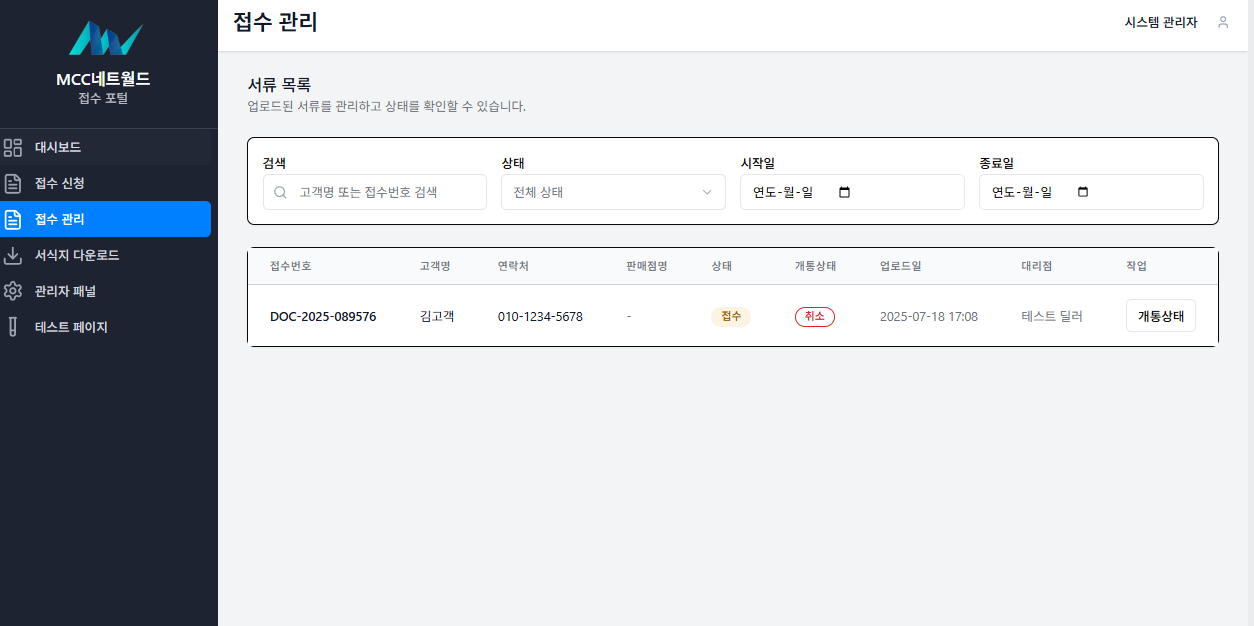 MCC네트월드
접수 포털
대시보드
접수 신청
접수 관리
서식지 다운로드
관리자 패널
테스트 페이지
접수 관리
시스템 관리자
서류 목록
업로드된 서류를 관리하고 상태를 확인할 수 있습니다.
검색 상태 시작일 종료일
고객명 또는 접수번호 검색 전체 상태 연도-월-일 연도-월-일
접수번호 고객명 연락처 판매점명 상태 개통상태 업로드일 대리점 작업
DOC-2025-089576 김고객 010-1234-5678 - 접수 취소 2025-07-18 17:08 테스트 딜러 개통상태